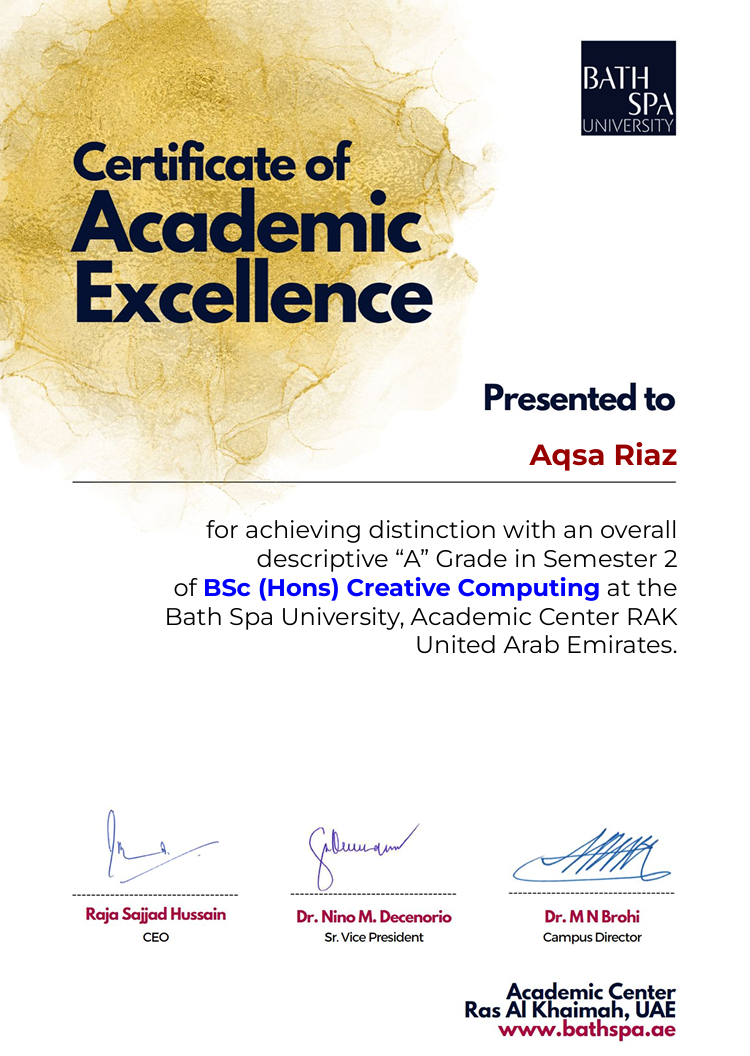 BATH
SPA
UNIVERSITY
Certificate of
Academic
Excellence
Presented to
Aqsa Riaz
for achieving distinction with an overall
descriptive “A” Grade in Semester 2
of BSc (Hons) Creative Computing at the
Bath Spa University, Academic Center RAK
United Arab Emirates.
Raja Sajjad Hussain
CEO
Dr. Nino M. Decenorio
Sr. Vice President
Dr. M N Brohi
Campus Director
Academic Center
Ras Al Khaimah, UAE
www.bathspa.ae